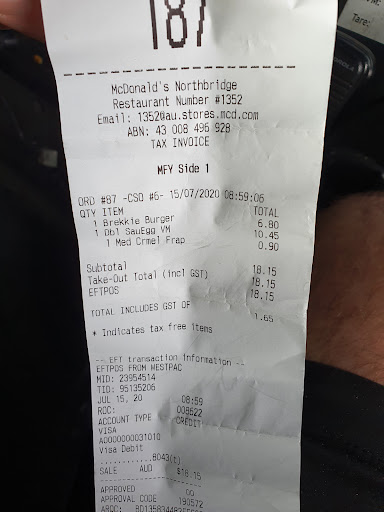 187
McDonald's Northbridge
Restaurant Number #1352
Email: 1352@au.stores.mcd.com
ABN: 43 008 496 928
TAX INVOICE
MFY Side 1
ORD #87 -CSO #6- 15/07/2020 08:59:06
QTY ITEM TOTAL
1 Brekkie Burger 6.80
1 Dbl SauEgg VM 10.45
1 Med Crmel Frap 0.90
Subtotal 18.15
Take-Out Total (incl GST) 18.15
EFTPOS 18.15
TOTAL INCLUDES GST OF 1.65
* Indicates tax free items
-- EFT transaction information --
EFTPOS FROM WESTPAC
MID: 23954514
TID: 95135206
JUL 15, 20 08:59
RDC: 008522
ACCOUNT TYPE CREDIT
VISA
A0000000031010
Visa Debit
............8043(t)
SALE AUD $18.15
APPROVED 00
APPROVAL CODE 190572
Tare: